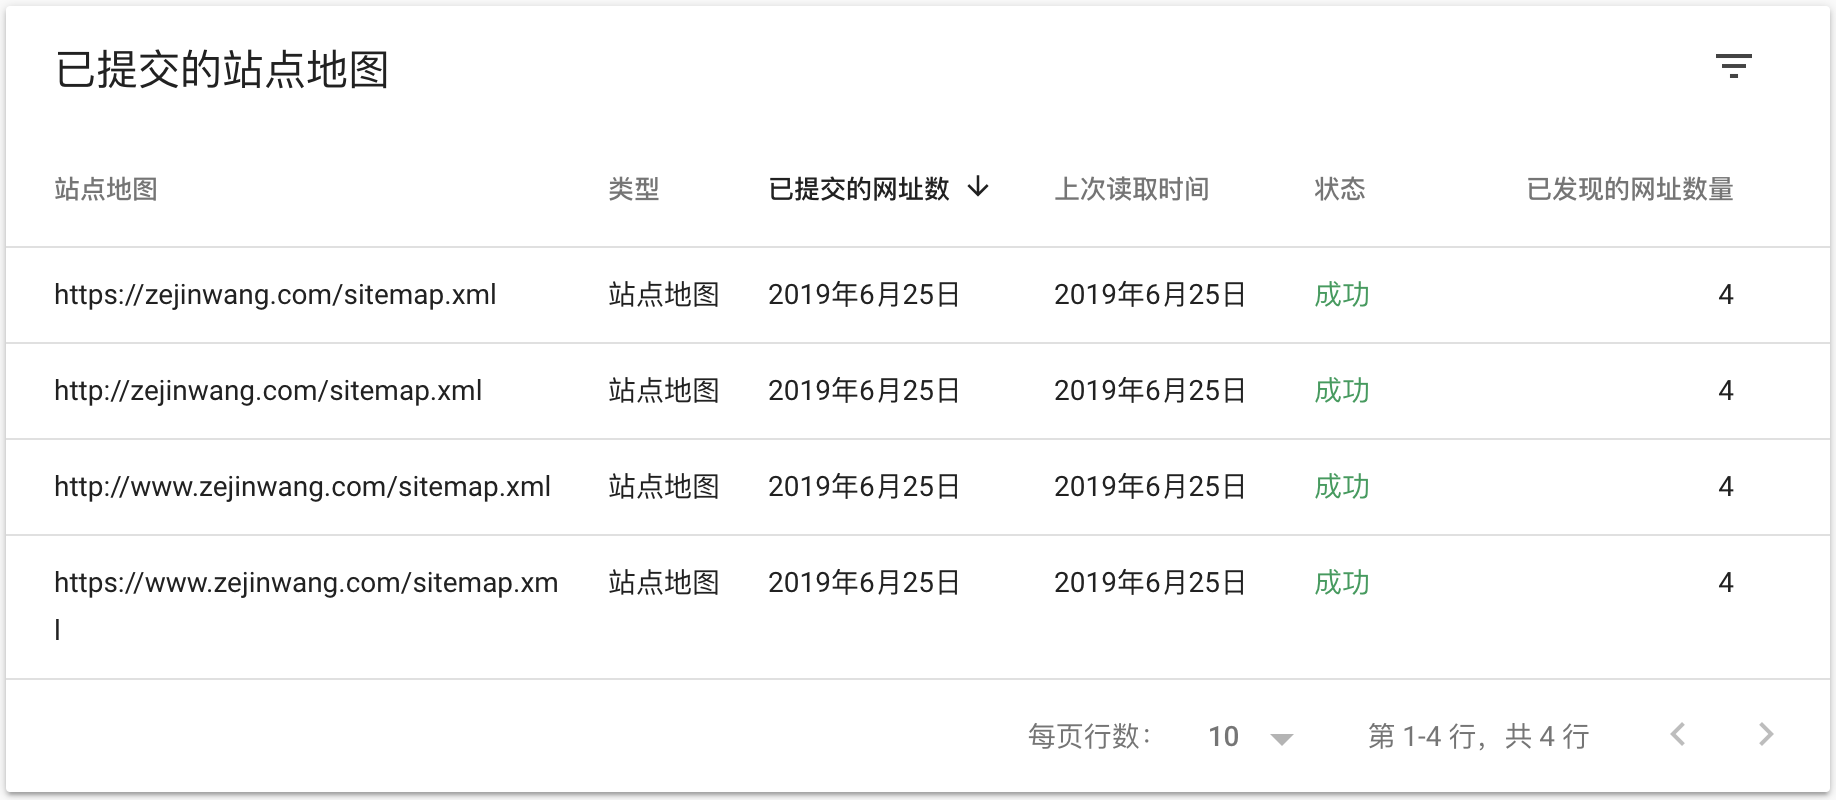 已提交的站点地图
站点地图 类型 已提交的网址数 上次读取时间 状态 已发现的网址数量
https://zejinwang.com/sitemap.xml 站点地图 2019年6月25日 2019年6月25日 成功 4
http://zejinwang.com/sitemap.xml 站点地图 2019年6月25日 2019年6月25日 成功 4
http://www.zejinwang.com/sitemap.xml 站点地图 2019年6月25日 2019年6月25日 成功 4
https://www.zejinwang.com/sitemap.xm 站点地图 2019年6月25日 2019年6月25日 成功 4
l
每页行数： 10 第 1-4 行，共 4 行